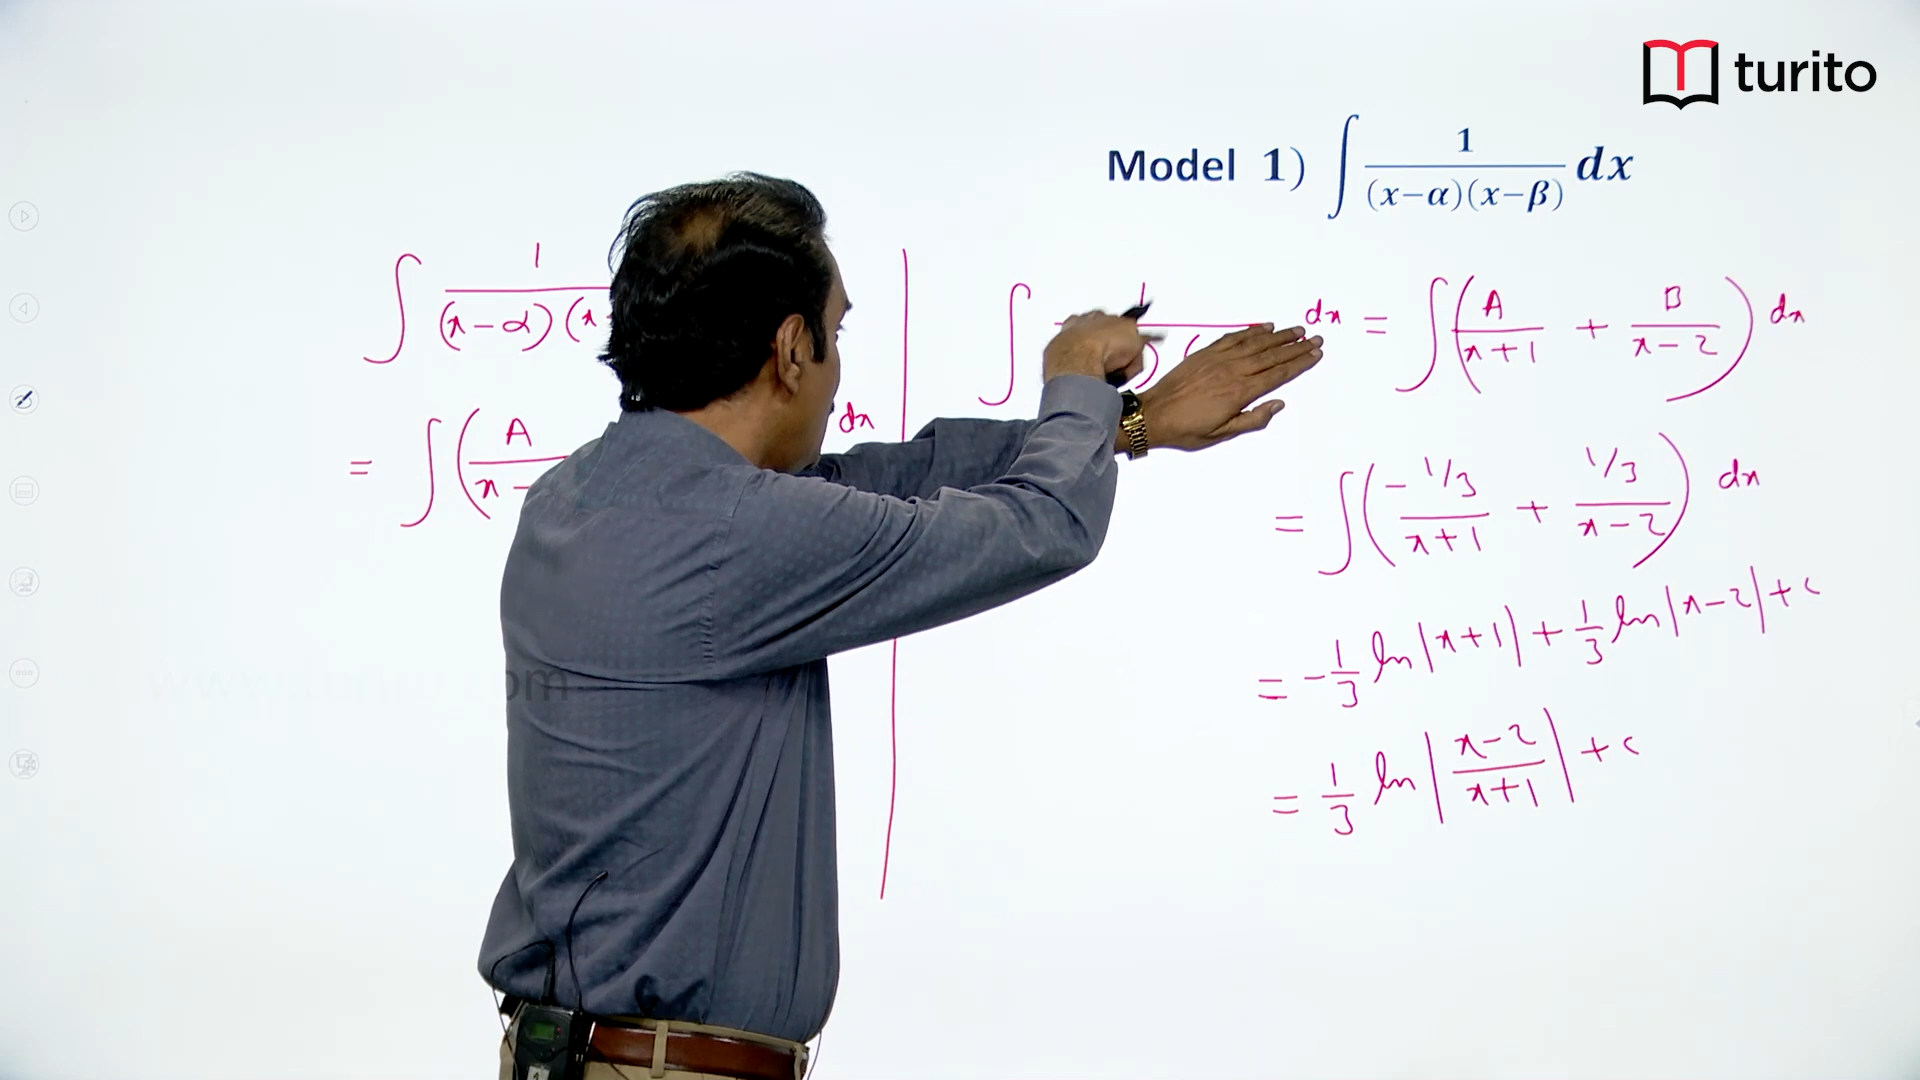 turito
Model 1) ∫ 1/((x−α)(x−β)) dx
∫ 1/((x−α)(x
= ∫ (A/(x− dx
∫ 1 dx = ∫ (A/(x+1) + B/(x−2)) dx
= ∫ (−1/3/(x+1) + 1/3/(x−2)) dx
= −1/3 ln|x+1| + 1/3 ln|x−2| + c
= 1/3 ln|(x−2)/(x+1)| + c